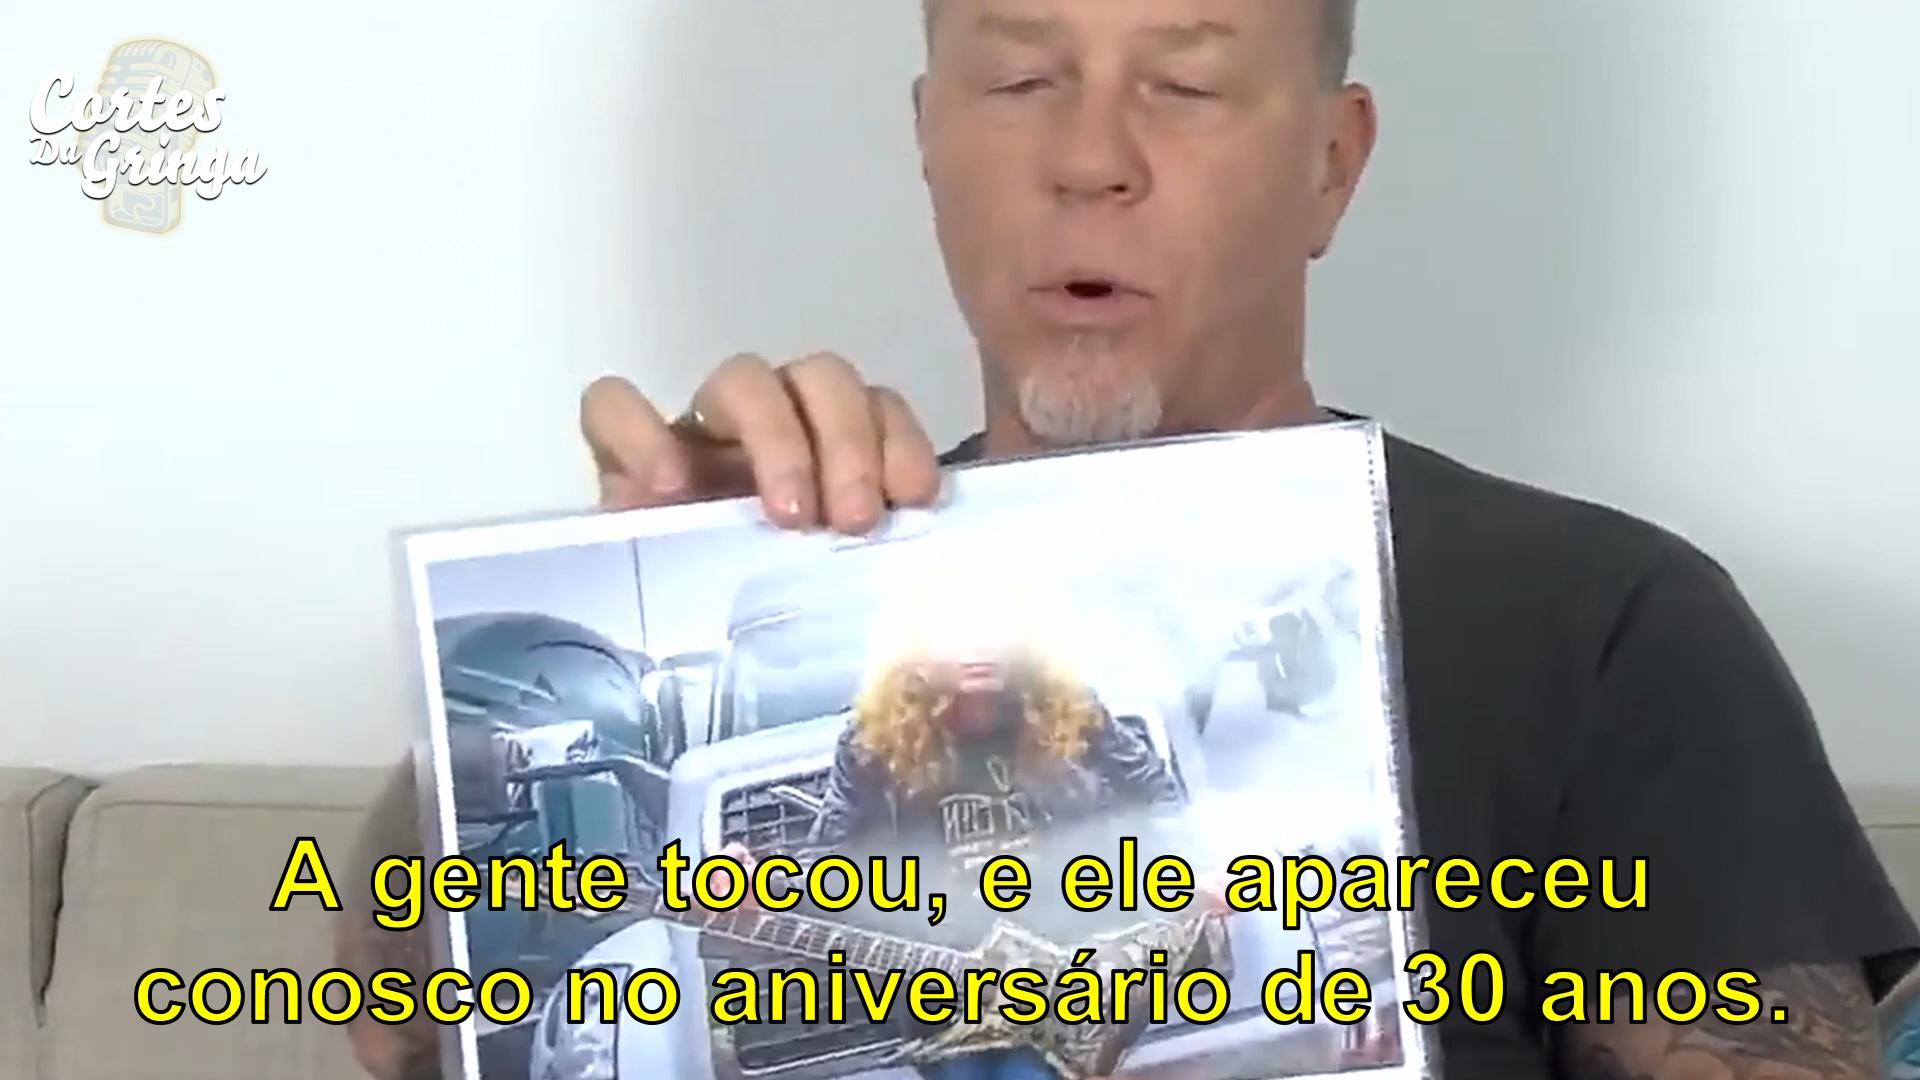 Cortes
Da Gringa
A gente tocou, e ele apareceu
conosco no aniversário de 30 anos.